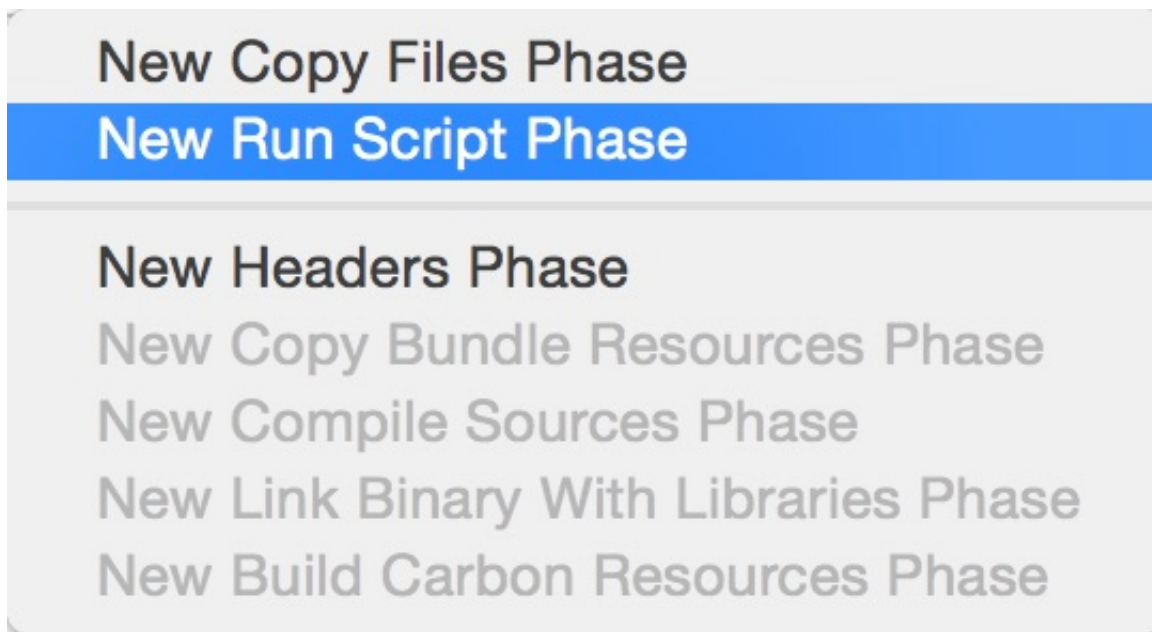 New Copy Files Phase
New Run Script Phase
New Headers Phase
New Copy Bundle Resources Phase
New Compile Sources Phase
New Link Binary With Libraries Phase
New Build Carbon Resources Phase